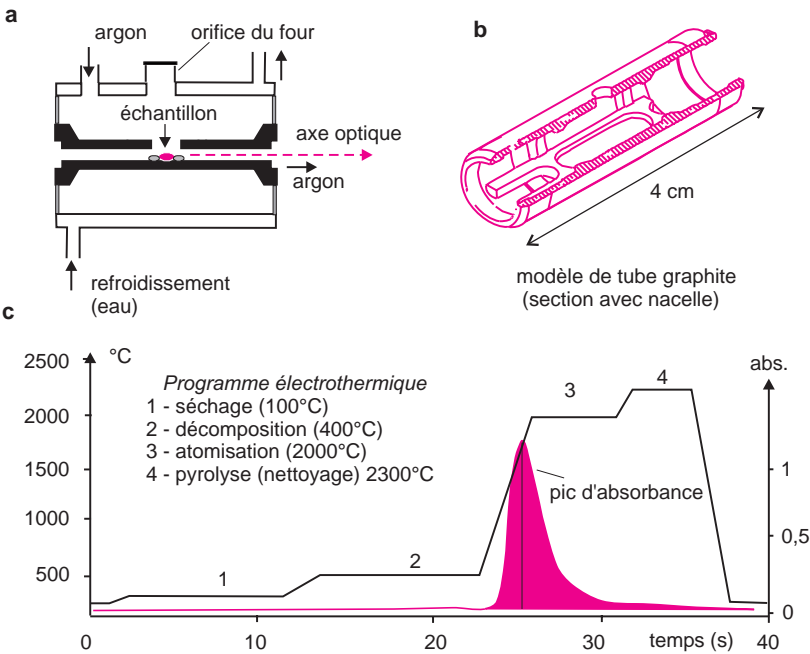 a
argon
orifice du four
échantillon
axe optique
argon
refroidissement
(eau)
b
4 cm
modèle de tube graphite
(section avec nacelle)
c
2500
2000
1500
1000
500
°C
Programme électrothermique
1 - séchage (100°C)
2 - décomposition (400°C)
3 - atomisation (2000°C)
4 - pyrolyse (nettoyage) 2300°C
1
2
3
4
pic d'absorbance
abs.
1
0,5
0
0
10
20
30
temps (s)
40